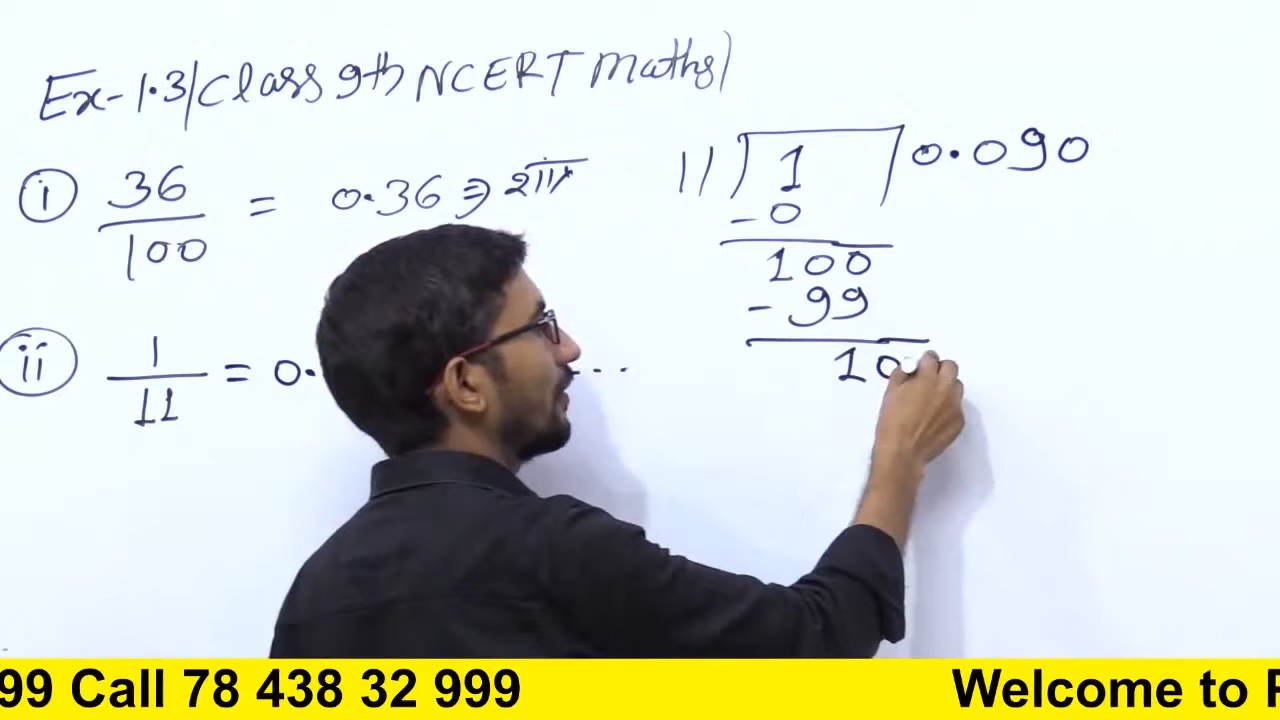 Ex-1.3/Class 9th NCERT Maths)
i 36/100 = 0.36 ⇒ सांत
ii 1/11 = 0. ...
11) 1 ) 0.090
-0
100
-99
10
99 Call 78 438 32 999 Welcome to